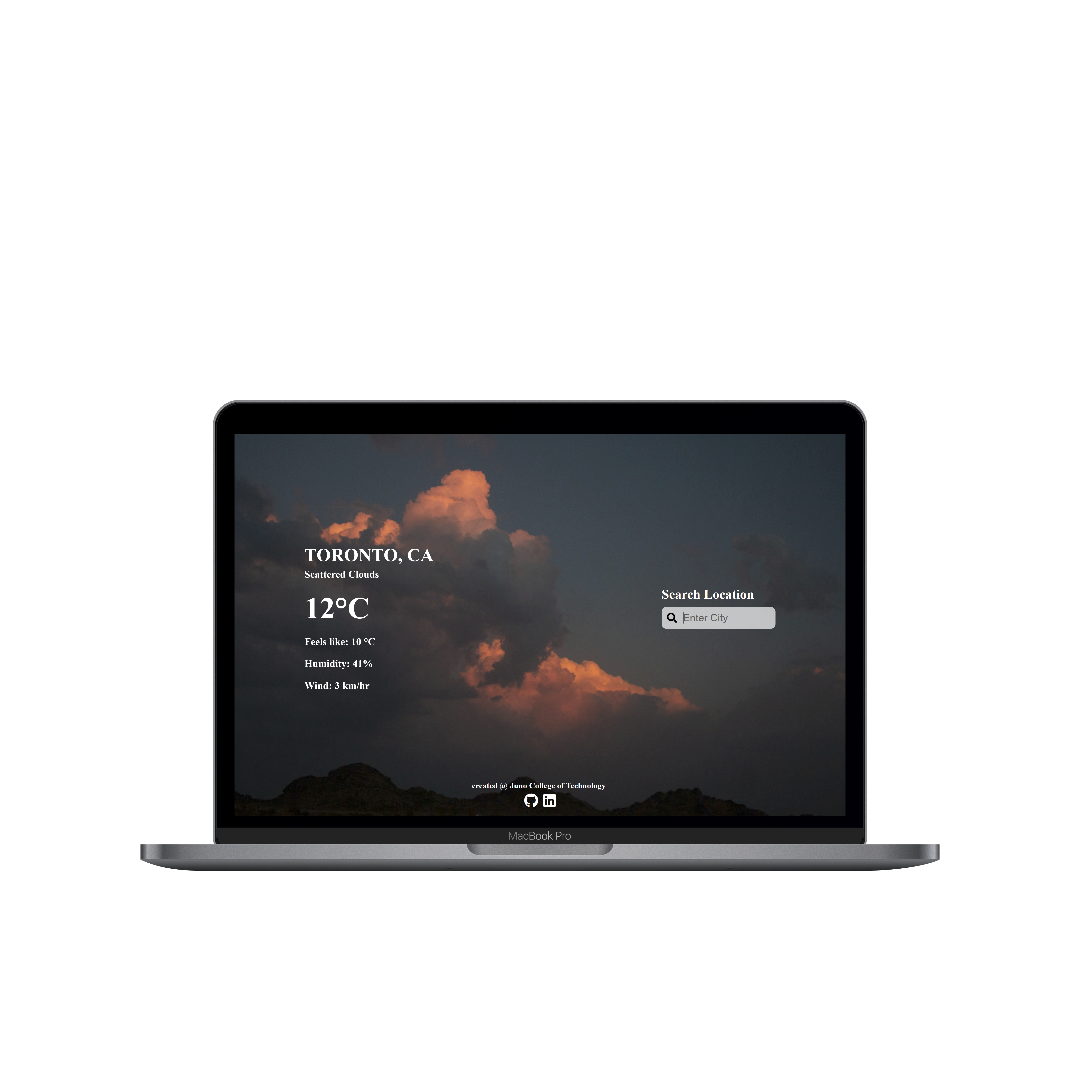 TORONTO, CA
Scattered Clouds
12°C
Feels like: 10 °C
Humidity: 41%
Wind: 3 km/hr
Search Location
Enter City
created @ Juno College of Technology
in
MacBook Pro